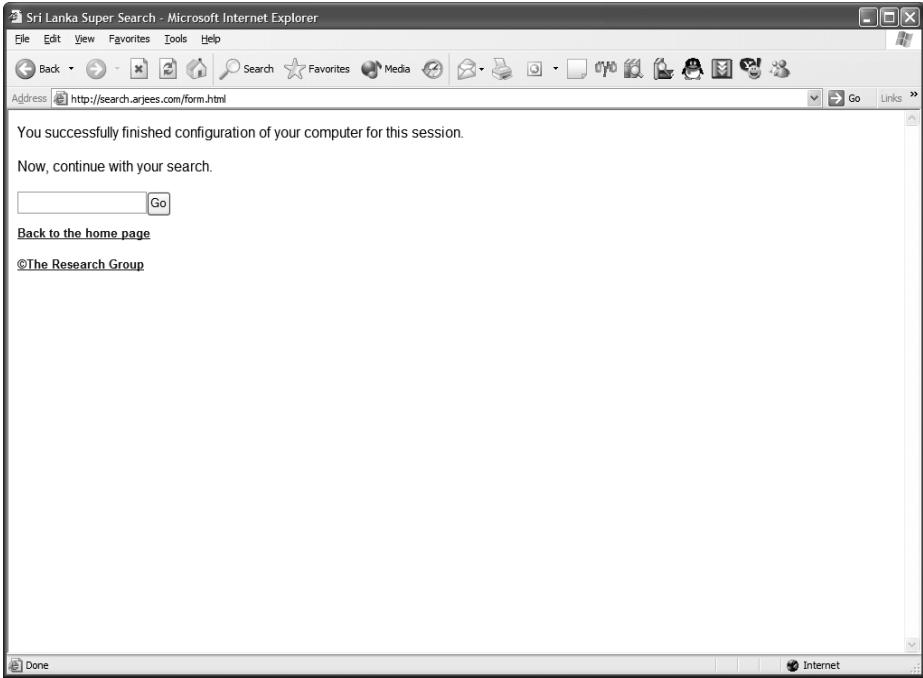 Sri Lanka Super Search - Microsoft Internet Explorer
File Edit View Favorites Tools Help
Back Search Favorites Media
Address http://search.arjees.com/form.html Go Links »
You successfully finished configuration of your computer for this session.
Now, continue with your search.
Go
Back to the home page
©The Research Group
Done Internet